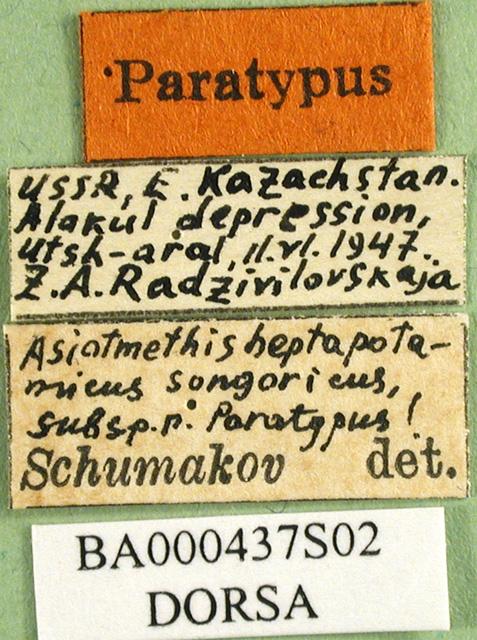 Paratypus
USSR, E. Kazachstan.
Alakul depression,
Utsh-aral, 11.VI.1947.
Z.A. Radzivilovskaja
Asiotmethis heptapota-
micus songoricus,
subsp.n. Paratypus!
Schumakov det.
BA000437S02
DORSA